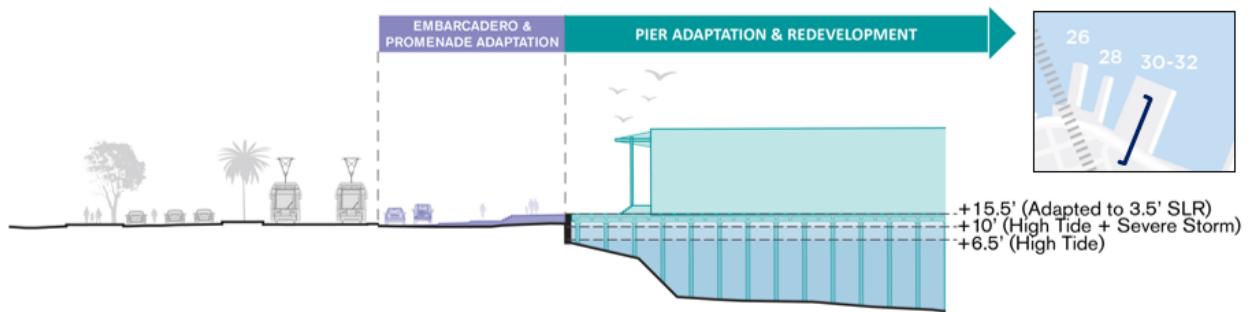 EMBARCADERO &
PROMENADE ADAPTATION
PIER ADAPTATION & REDEVELOPMENT
26
28
30-32
+15.5' (Adapted to 3.5' SLR)
+10' (High Tide + Severe Storm)
+6.5' (High Tide)